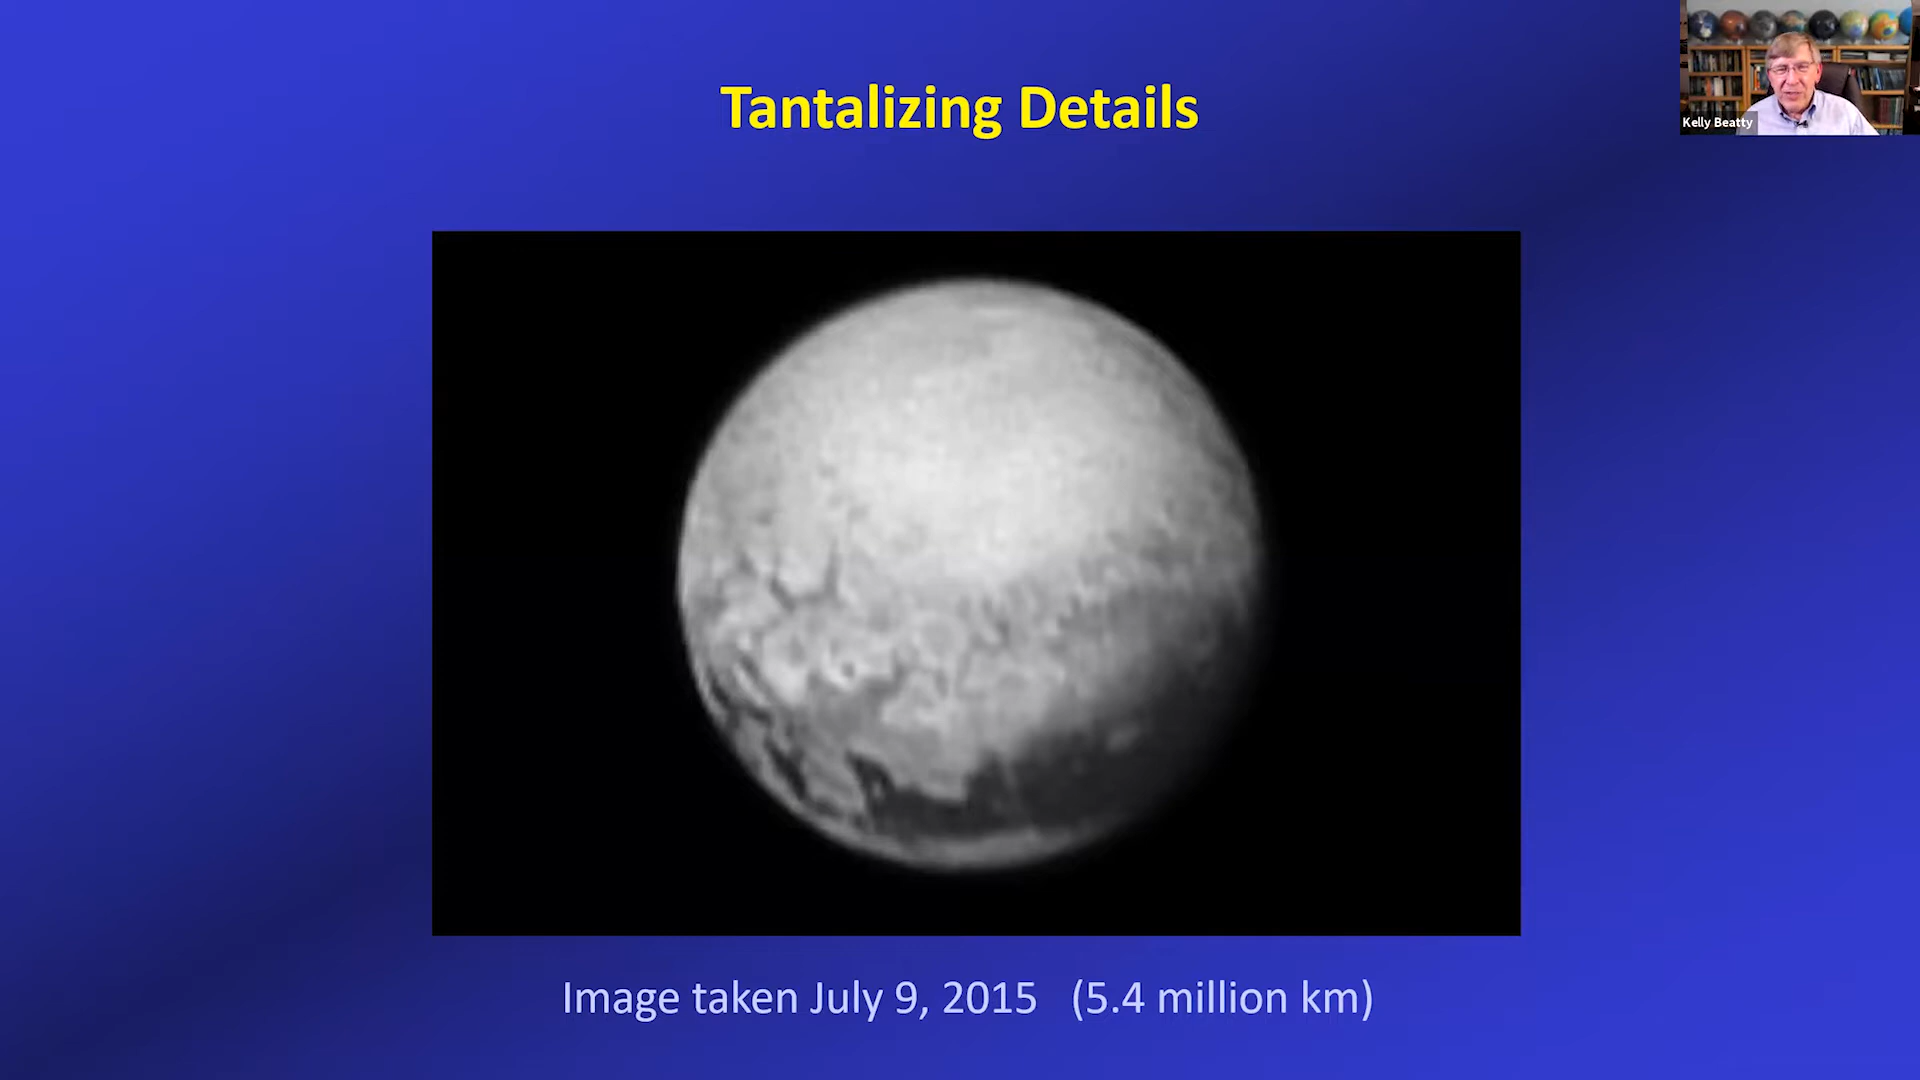 Tantalizing Details
Kelly Beatty
Image taken July 9, 2015 (5.4 million km)